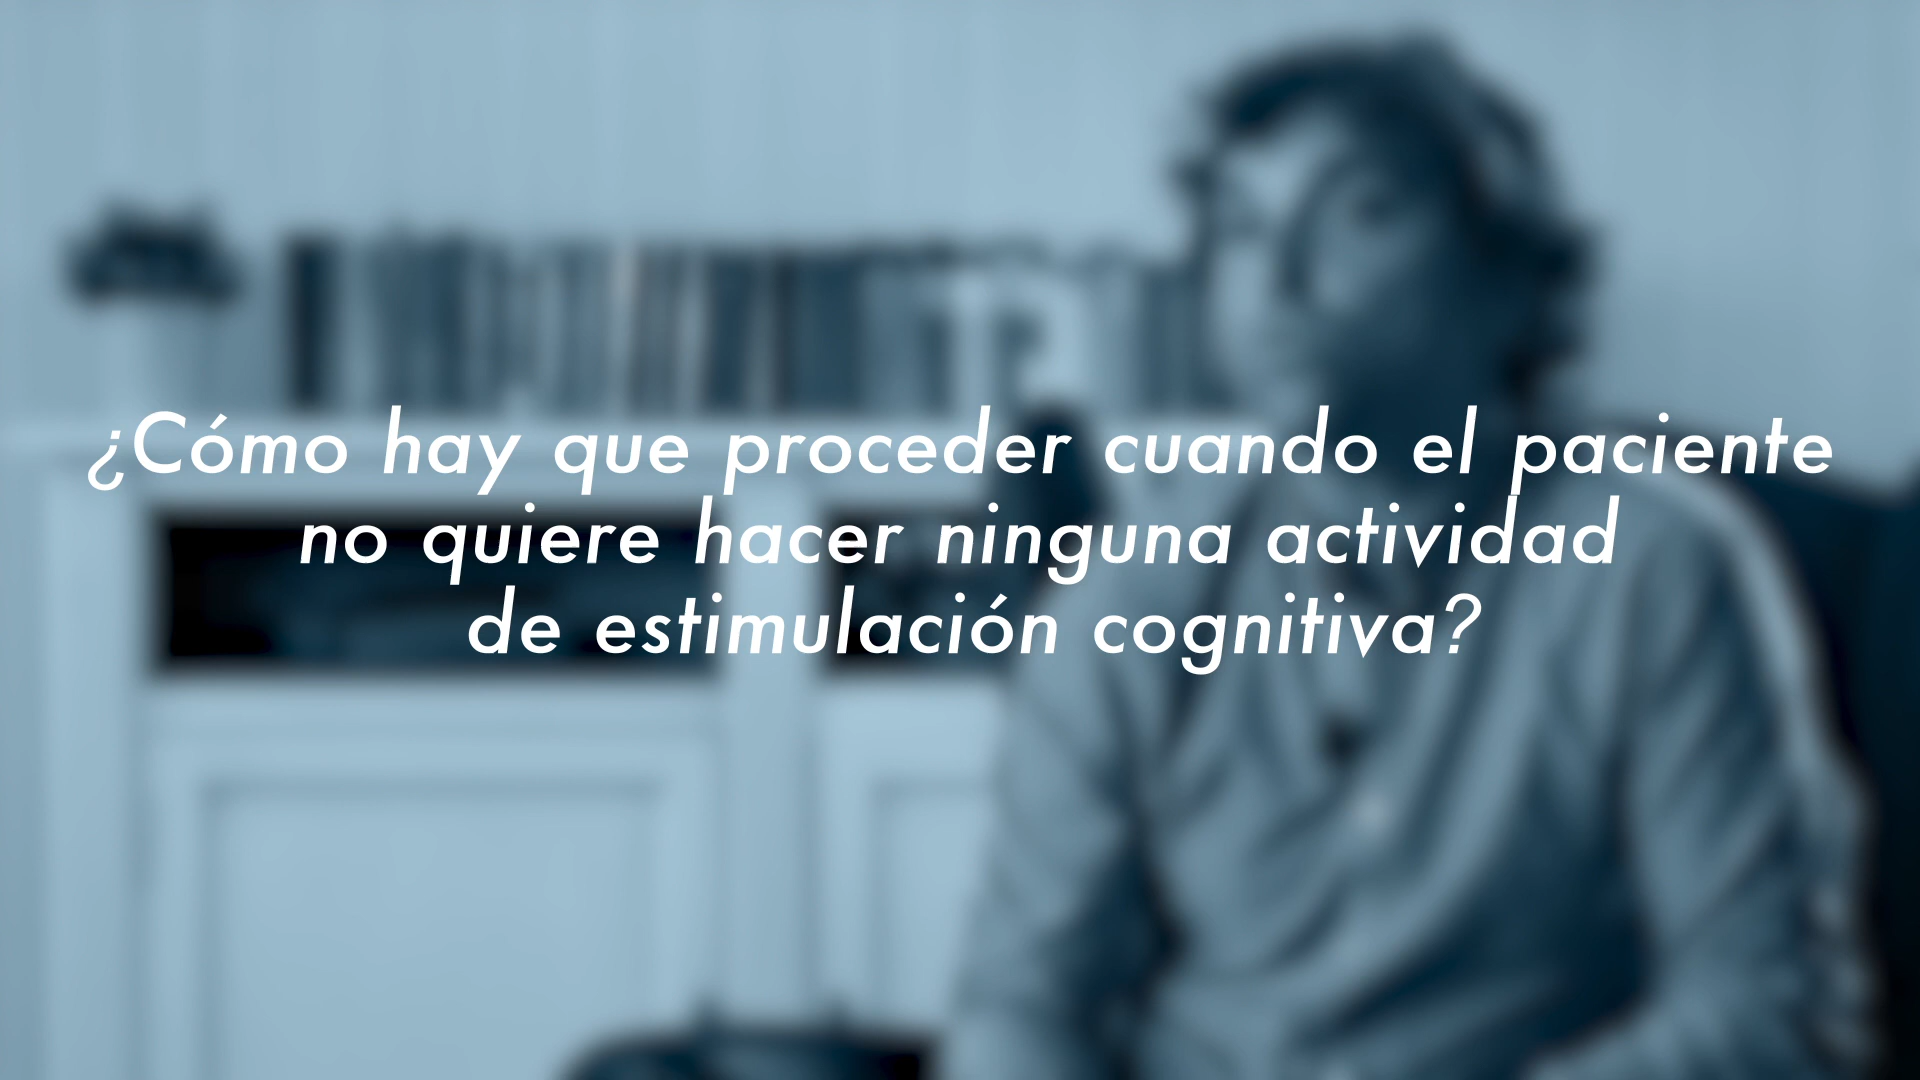 ¿Cómo hay que proceder cuando el paciente
no quiere hacer ninguna actividad
de estimulación cognitiva?